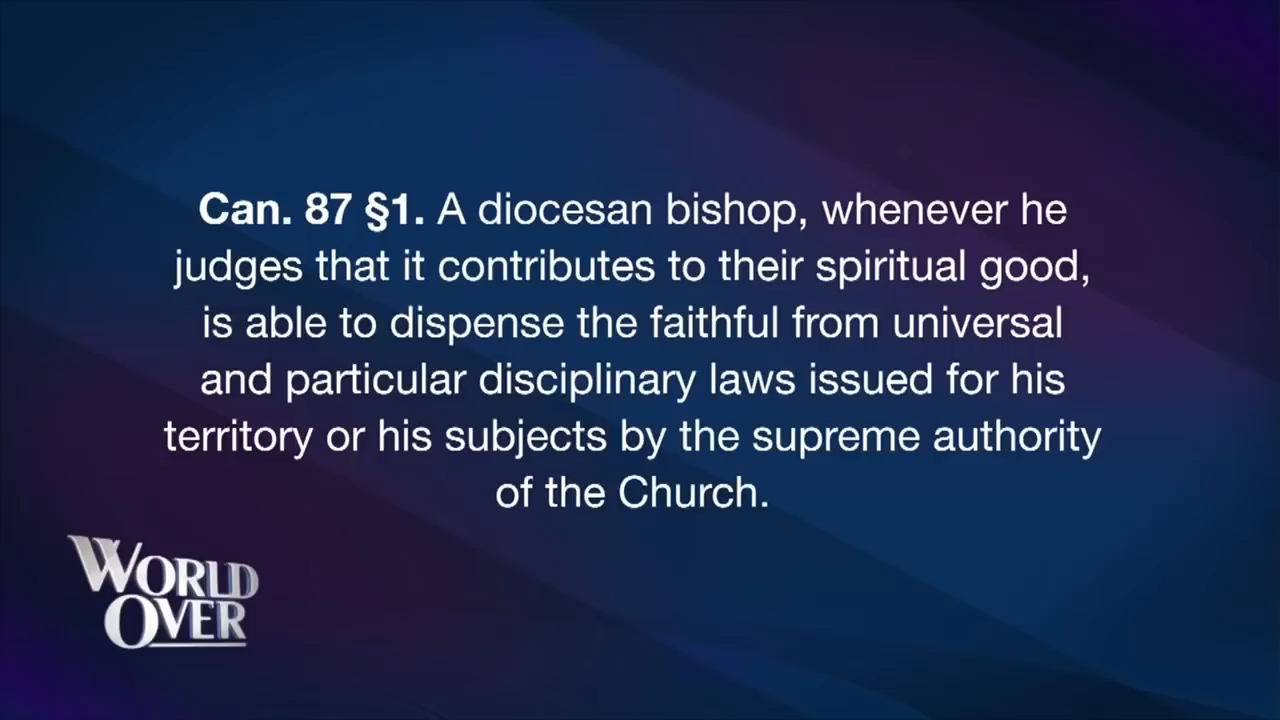 Can. 87 §1. A diocesan bishop, whenever he
judges that it contributes to their spiritual good,
is able to dispense the faithful from universal
and particular disciplinary laws issued for his
territory or his subjects by the supreme authority
of the Church.
WORLD
OVER